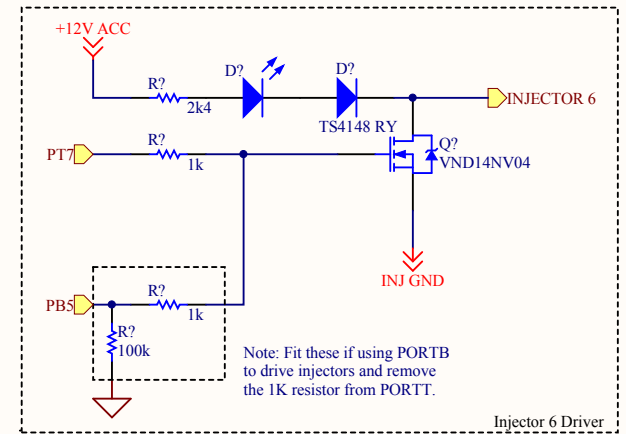 +12V ACC
R?
2k4
D?
D?
TS4148 RY
INJECTOR 6
PT7
R?
1k
Q?
VND14NV04
INJ GND
PB5
R?
1k
R?
100k
Note: Fit these if using PORTB
to drive injectors and remove
the 1K resistor from PORTT.
Injector 6 Driver